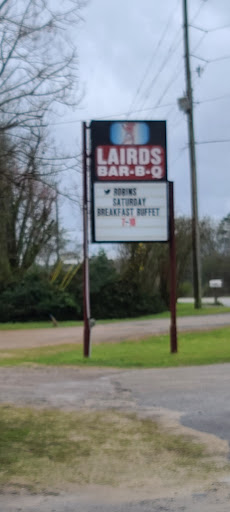 LAIRDS
BAR-B-Q
ROBINS
SATURDAY
BREAKFAST BUFFET
7-10